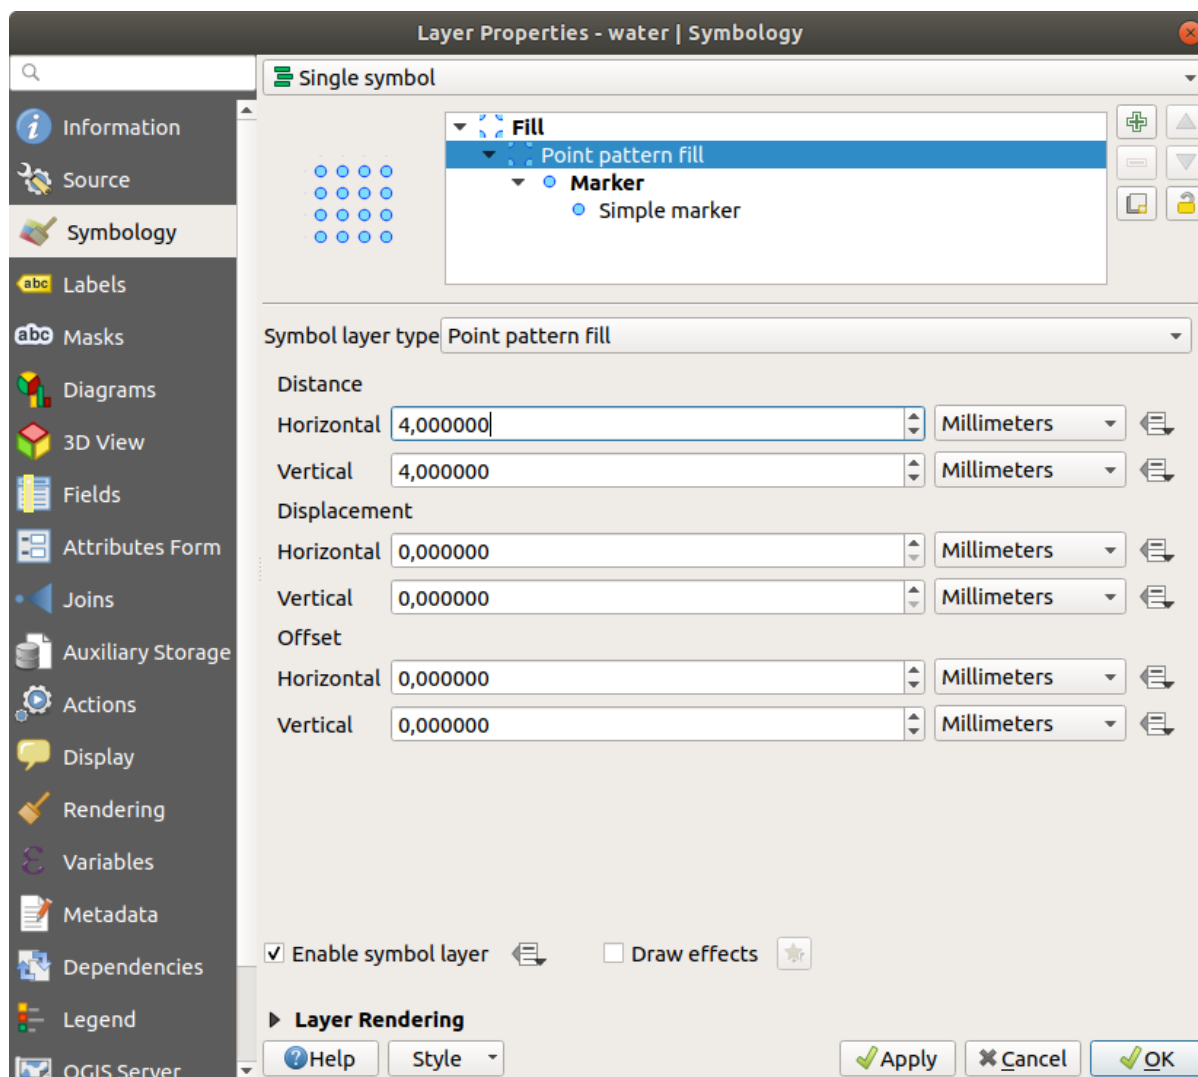 Layer Properties - water | Symbology
Single symbol
Information
Source
Symbology
Labels
Masks
Diagrams
3D View
Fields
Attributes Form
Joins
Auxiliary Storage
Actions
Display
Rendering
Variables
Metadata
Dependencies
Legend
QGIS Server
abc
abc
Fill
Point pattern fill
Marker
Simple marker
Symbol layer type Point pattern fill
Distance
Horizontal 4,000000 Millimeters
Vertical 4,000000 Millimeters
Displacement
Horizontal 0,000000 Millimeters
Vertical 0,000000 Millimeters
Offset
Horizontal 0,000000 Millimeters
Vertical 0,000000 Millimeters
Enable symbol layer Draw effects
Layer Rendering
Help Style Apply Cancel OK